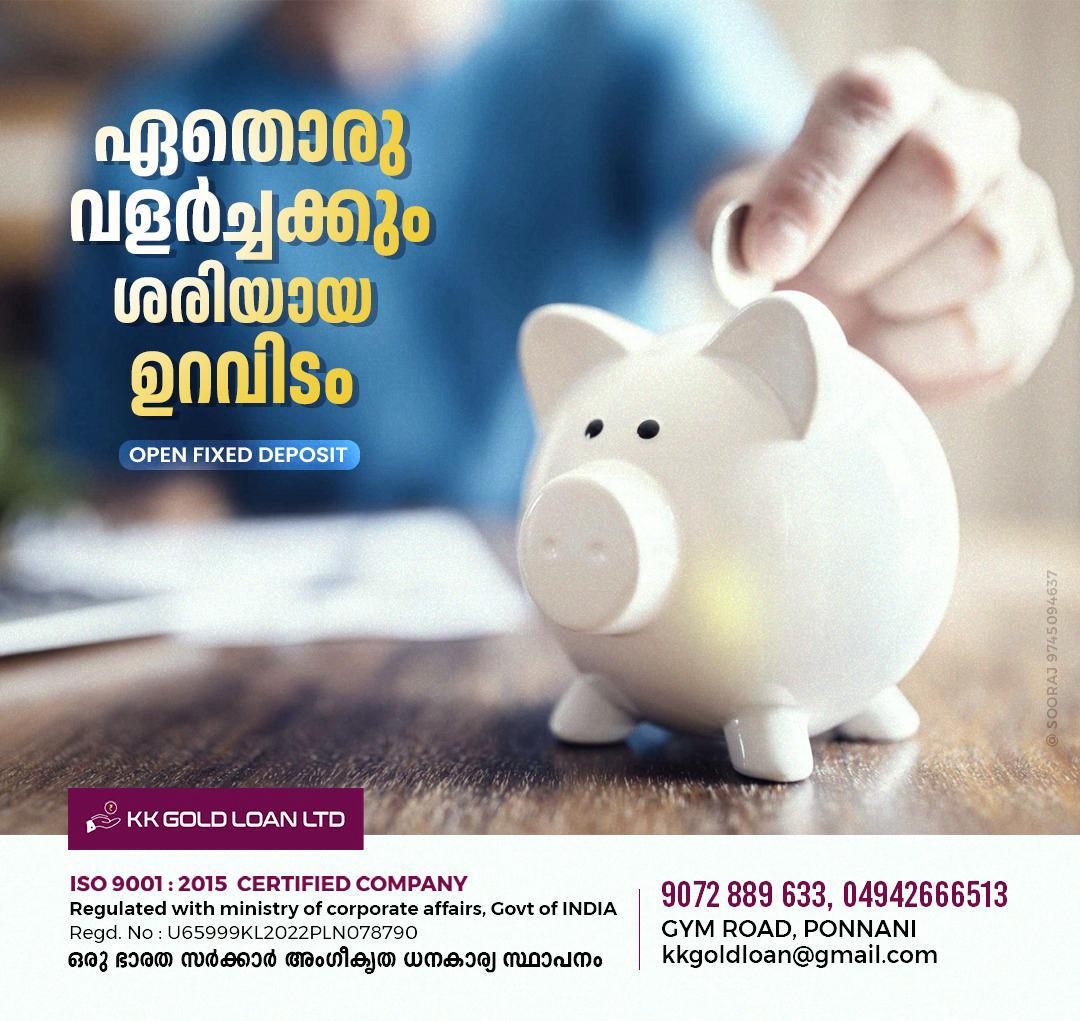 ഏതൊരു
വളർച്ചക്കും
ശരിയായ
ഉറവിടം
OPEN FIXED DEPOSIT
@ SOORAJ 9745094637
KK GOLD LOAN LTD
ISO 9001 : 2015 CERTIFIED COMPANY
Regulated with ministry of corporate affairs, Govt of INDIA
Regd. No : U65999KL2022PLN078790
ഒരു ഭാരത സർക്കാർ അംഗീകൃത ധനകാര്യ സ്ഥാപനം
9072 889 633, 04942666513
GYM ROAD, PONNANI
kkgoldloan@gmail.com